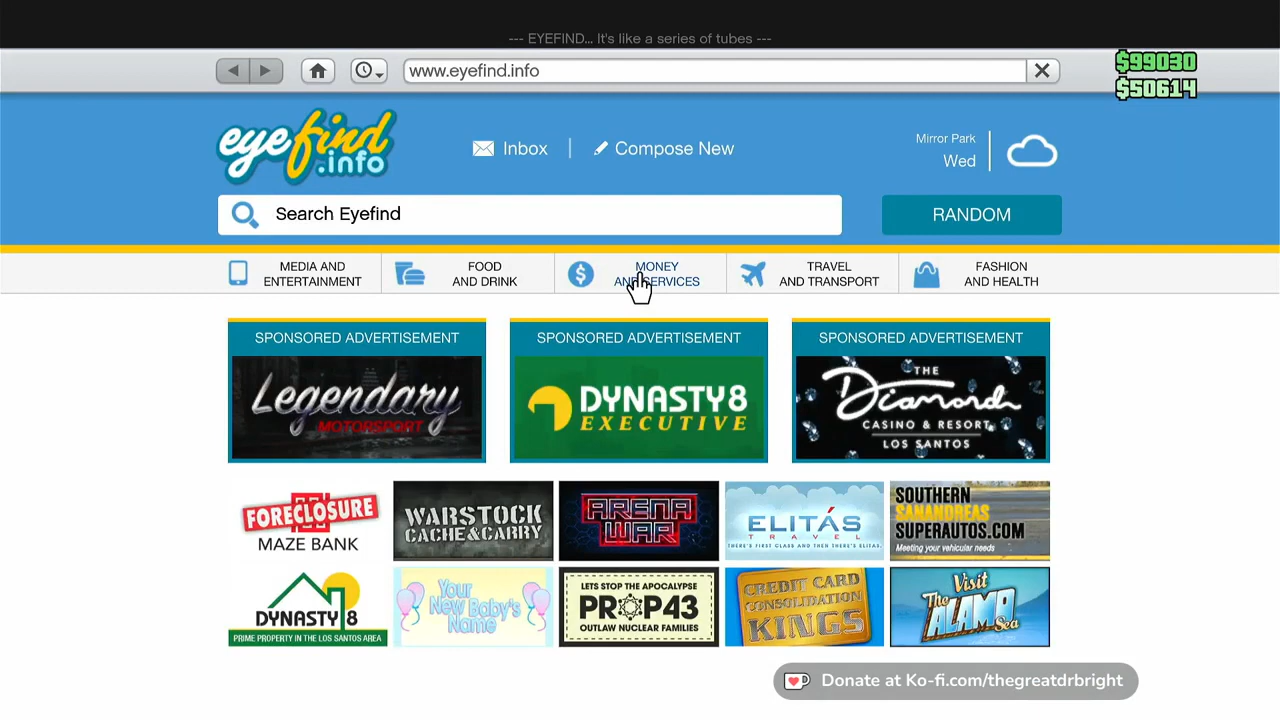 --- EYEFIND... It's like a series of tubes ---
www.eyefind.info
$99030
$50614
eyefind
.info
Inbox
Compose New
Mirror Park
Wed
Search Eyefind
RANDOM
MEDIA AND
ENTERTAINMENT
FOOD
AND DRINK
MONEY
AND SERVICES
TRAVEL
AND TRANSPORT
FASHION
AND HEALTH
SPONSORED ADVERTISEMENT
Legendary
MOTORSPORT
SPONSORED ADVERTISEMENT
DYNASTY8
EXECUTIVE
SPONSORED ADVERTISEMENT
THE
Diamond
CASINO & RESORT
LOS SANTOS
FORECLOSURE
MAZE BANK
WARSTOCK
CACHE&CARRY
ARENA
WAR
ELITÁS
TRAVEL
THERE'S FIRST CLASS AND THEN THERE'S ELITAS.
SOUTHERN
SANANDREAS
SUPERAUTOS.COM
Meeting your vehicular needs
DYNASTY 8
PRIME PROPERTY IN THE LOS SANTOS AREA
Your
New Baby's
Name
LETS STOP THE APOCALYPSE
PROP43
OUTLAW NUCLEAR FAMILIES
CREDIT CARD
CONSOLIDATION
KINGS
Visit
The ALAMO
Sea
Donate at Ko-fi.com/thegreatdrbright